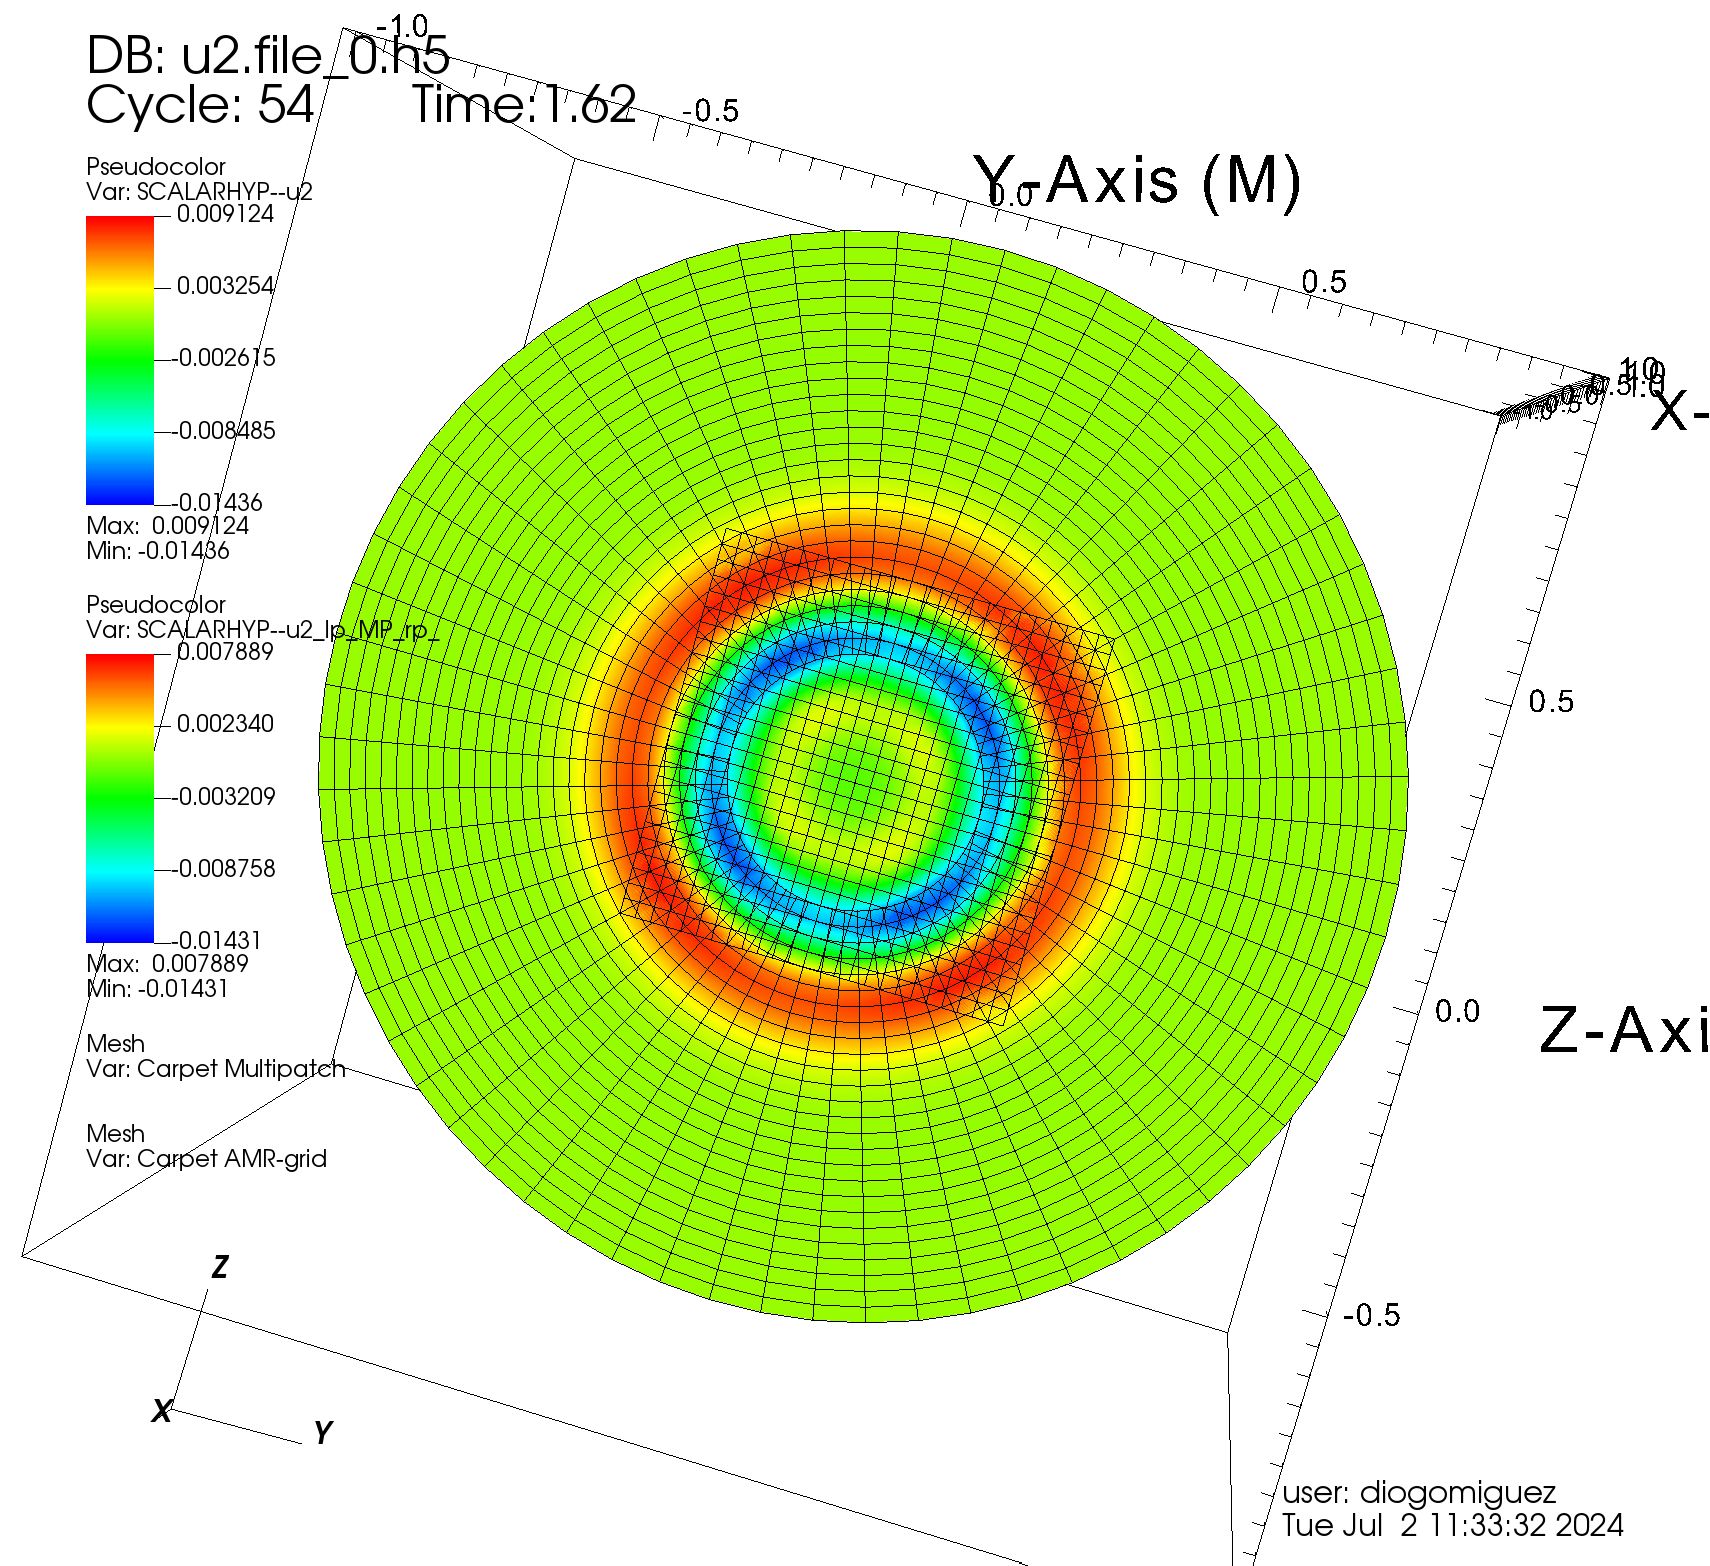 DB: u2.file_0.h5
Cycle: 54 Time:1.62
Pseudocolor
Var: SCALARHYP--u2
0.009124
0.003254
-0.002615
-0.008485
-0.01436
Max: 0.009124
Min: -0.01436
Pseudocolor
Var: SCALARHYP--u2_lp_MP_rp_
0.007889
0.002340
-0.003209
-0.008758
-0.01431
Max: 0.007889
Min: -0.01431
Mesh
Var: Carpet Multipatch
Mesh
Var: Carpet AMR-grid
-1.0
-0.5
0.0
Y-Axis (M)
0.5
1.0
X-
0.5
0.0
Z-Axi
-0.5
Z
X
Y
user: diogomiguez
Tue Jul 2 11:33:32 2024